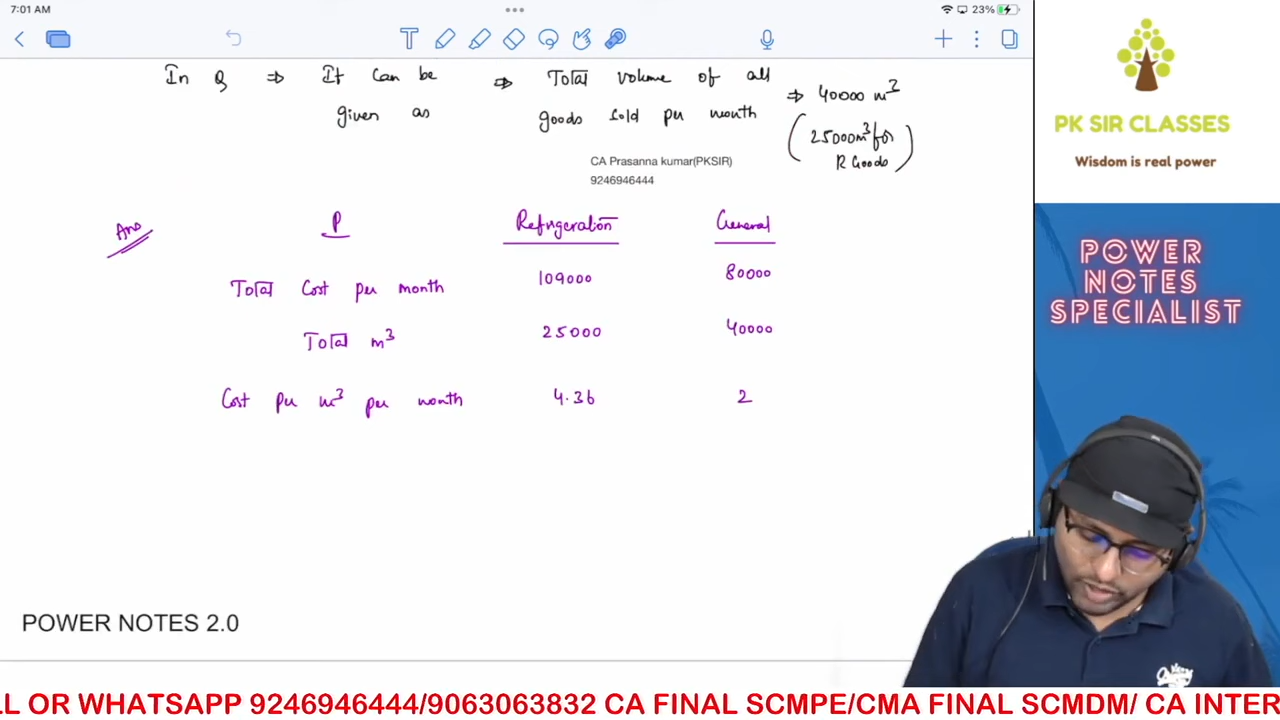 7:01 AM
23%
In Q ⇒ It can be ⇒ Total volume of all ⇒ 40000 m³
given as goods sold per month (25000m³ for
R Goods)
CA Prasanna kumar(PKSIR)
9246946444
Ans P Refrigeration General
Total Cost per month 109000 80000
Total m³ 25000 40000
Cost per m³ per month 4.36 2
POWER NOTES 2.0
PK SIR CLASSES
Wisdom is real power
POWER
NOTES
SPECIALIST
LL OR WHATSAPP 9246946444/9063063832 CA FINAL SCMPE/CMA FINAL SCMDM/ CA INTER